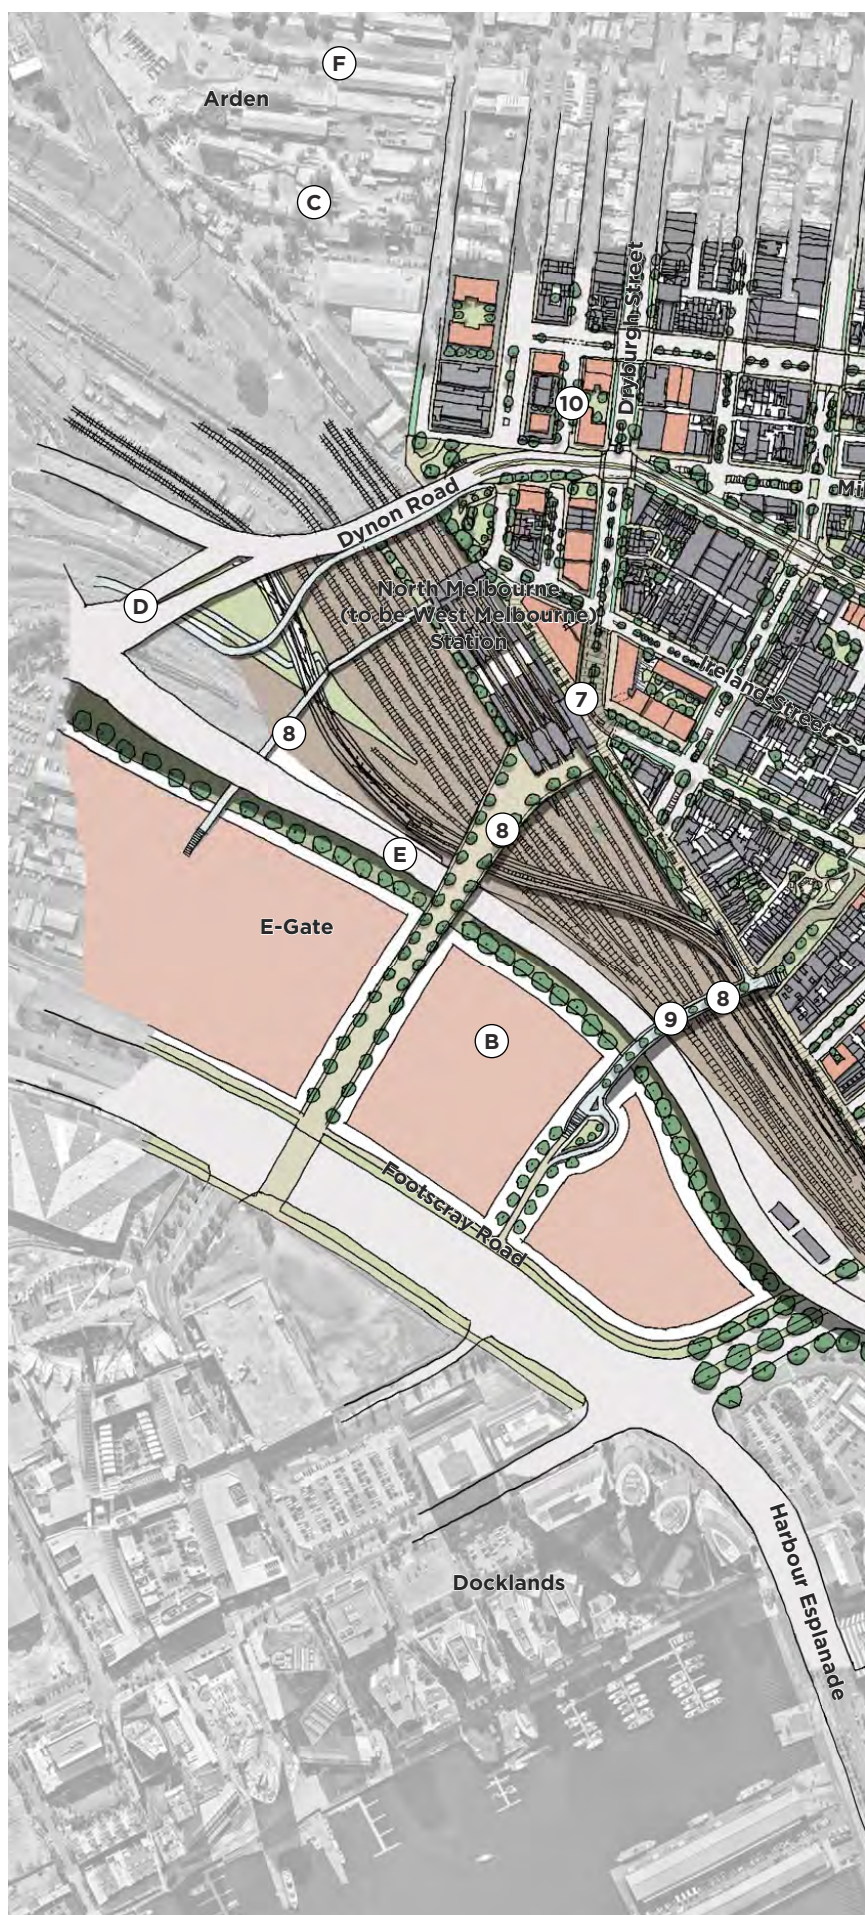 F
Arden
C
Dryburgh Street
10
Mil
Dynon Road
North Melbourne
(to be West Melbourne)
Station
D
Ireland Street
7
8
8
E
E-Gate
8
9
B
Footscray Road
Harbour Esplanade
Docklands